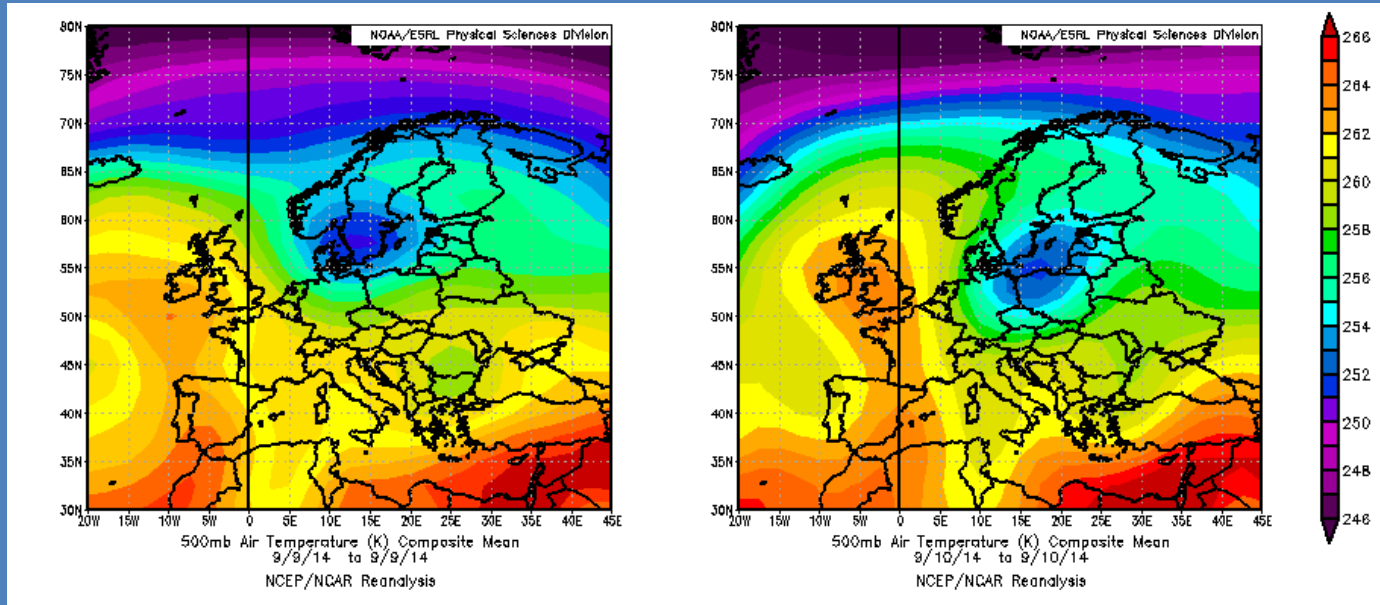 NOAA/ESRL Physical Sciences Division
80N
75N
70N
65N
60N
55N
50N
45N
40N
35N
30N
20W 15W 10W 5W 0 5E 10E 15E 20E 25E 30E 35E 40E 45E
500mb Air Temperature (K) Composite Mean
9/9/14 to 9/9/14
NCEP/NCAR Reanalysis
NOAA/ESRL Physical Sciences Division
80N
75N
70N
65N
60N
55N
50N
45N
40N
35N
30N
20W 15W 10W 5W 0 5E 10E 15E 20E 25E 30E 35E 40E 45E
500mb Air Temperature (K) Composite Mean
9/10/14 to 9/10/14
NCEP/NCAR Reanalysis
266
264
262
260
258
256
254
252
250
248
246